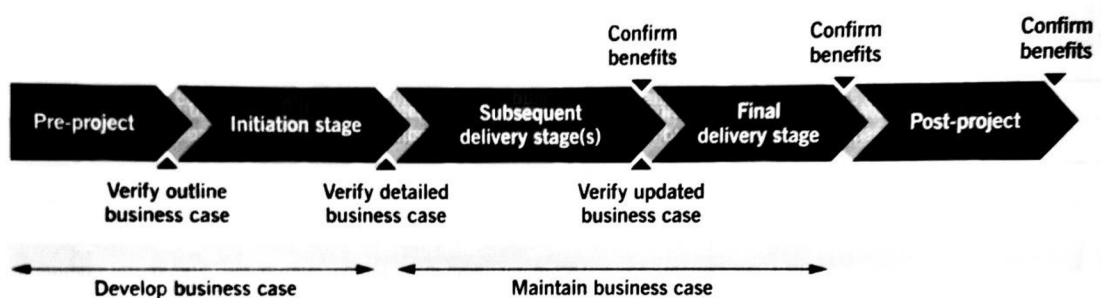 Confirm
benefits
Confirm
benefits
Confirm
benefits
Pre-project
Initiation stage
Subsequent
delivery stage(s)
Final
delivery stage
Post-project
Verify outline
business case
Verify detailed
business case
Verify updated
business case
Develop business case
Maintain business case